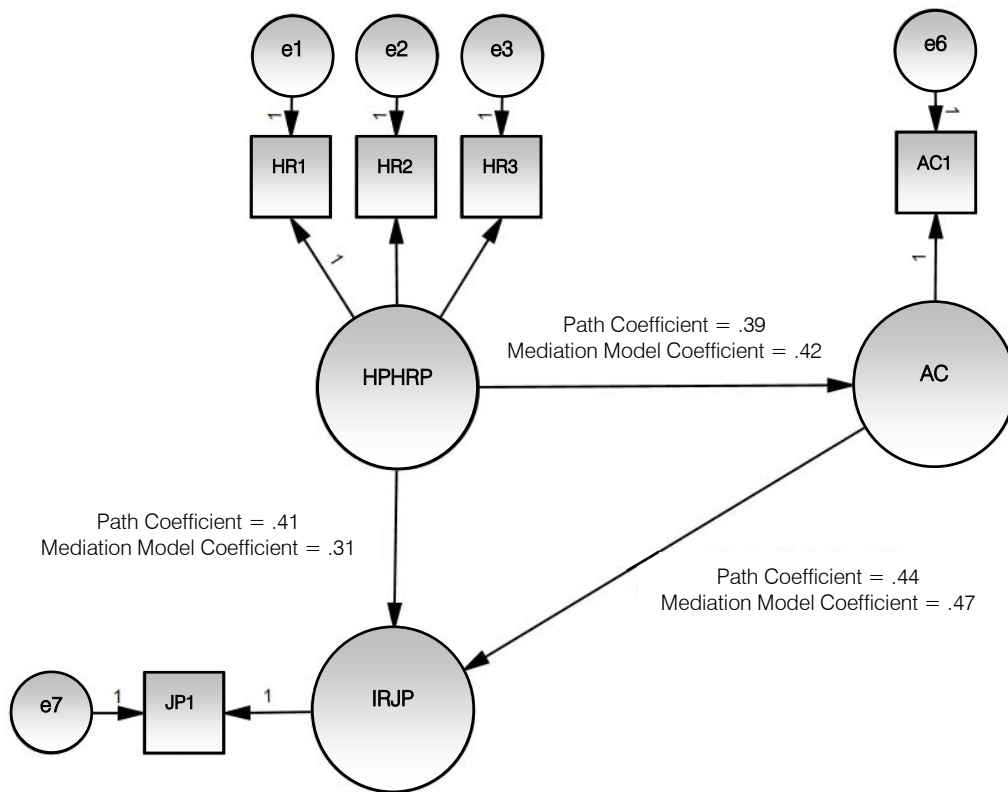 e1
e2
e3
e6
1
1
1
1
HR1
HR2
HR3
AC1
1
1
Path Coefficient = .39
Mediation Model Coefficient = .42
HPHRP
AC
Path Coefficient = .41
Mediation Model Coefficient = .31
Path Coefficient = .44
Mediation Model Coefficient = .47
e7
1
JP1
1
IRJP